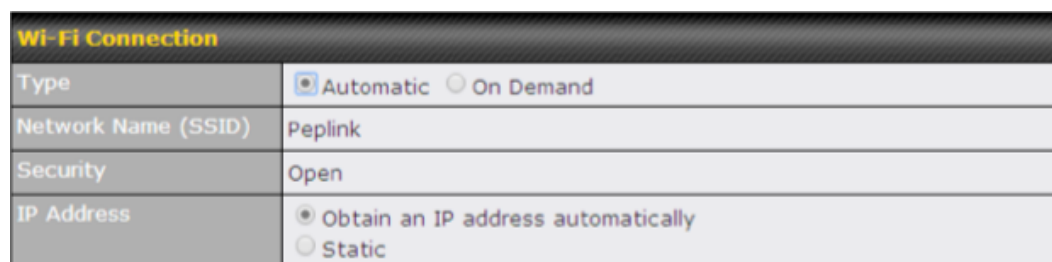 Wi-Fi Connection
Type Automatic On Demand
Network Name (SSID) Peplink
Security Open
IP Address Obtain an IP address automatically
Static